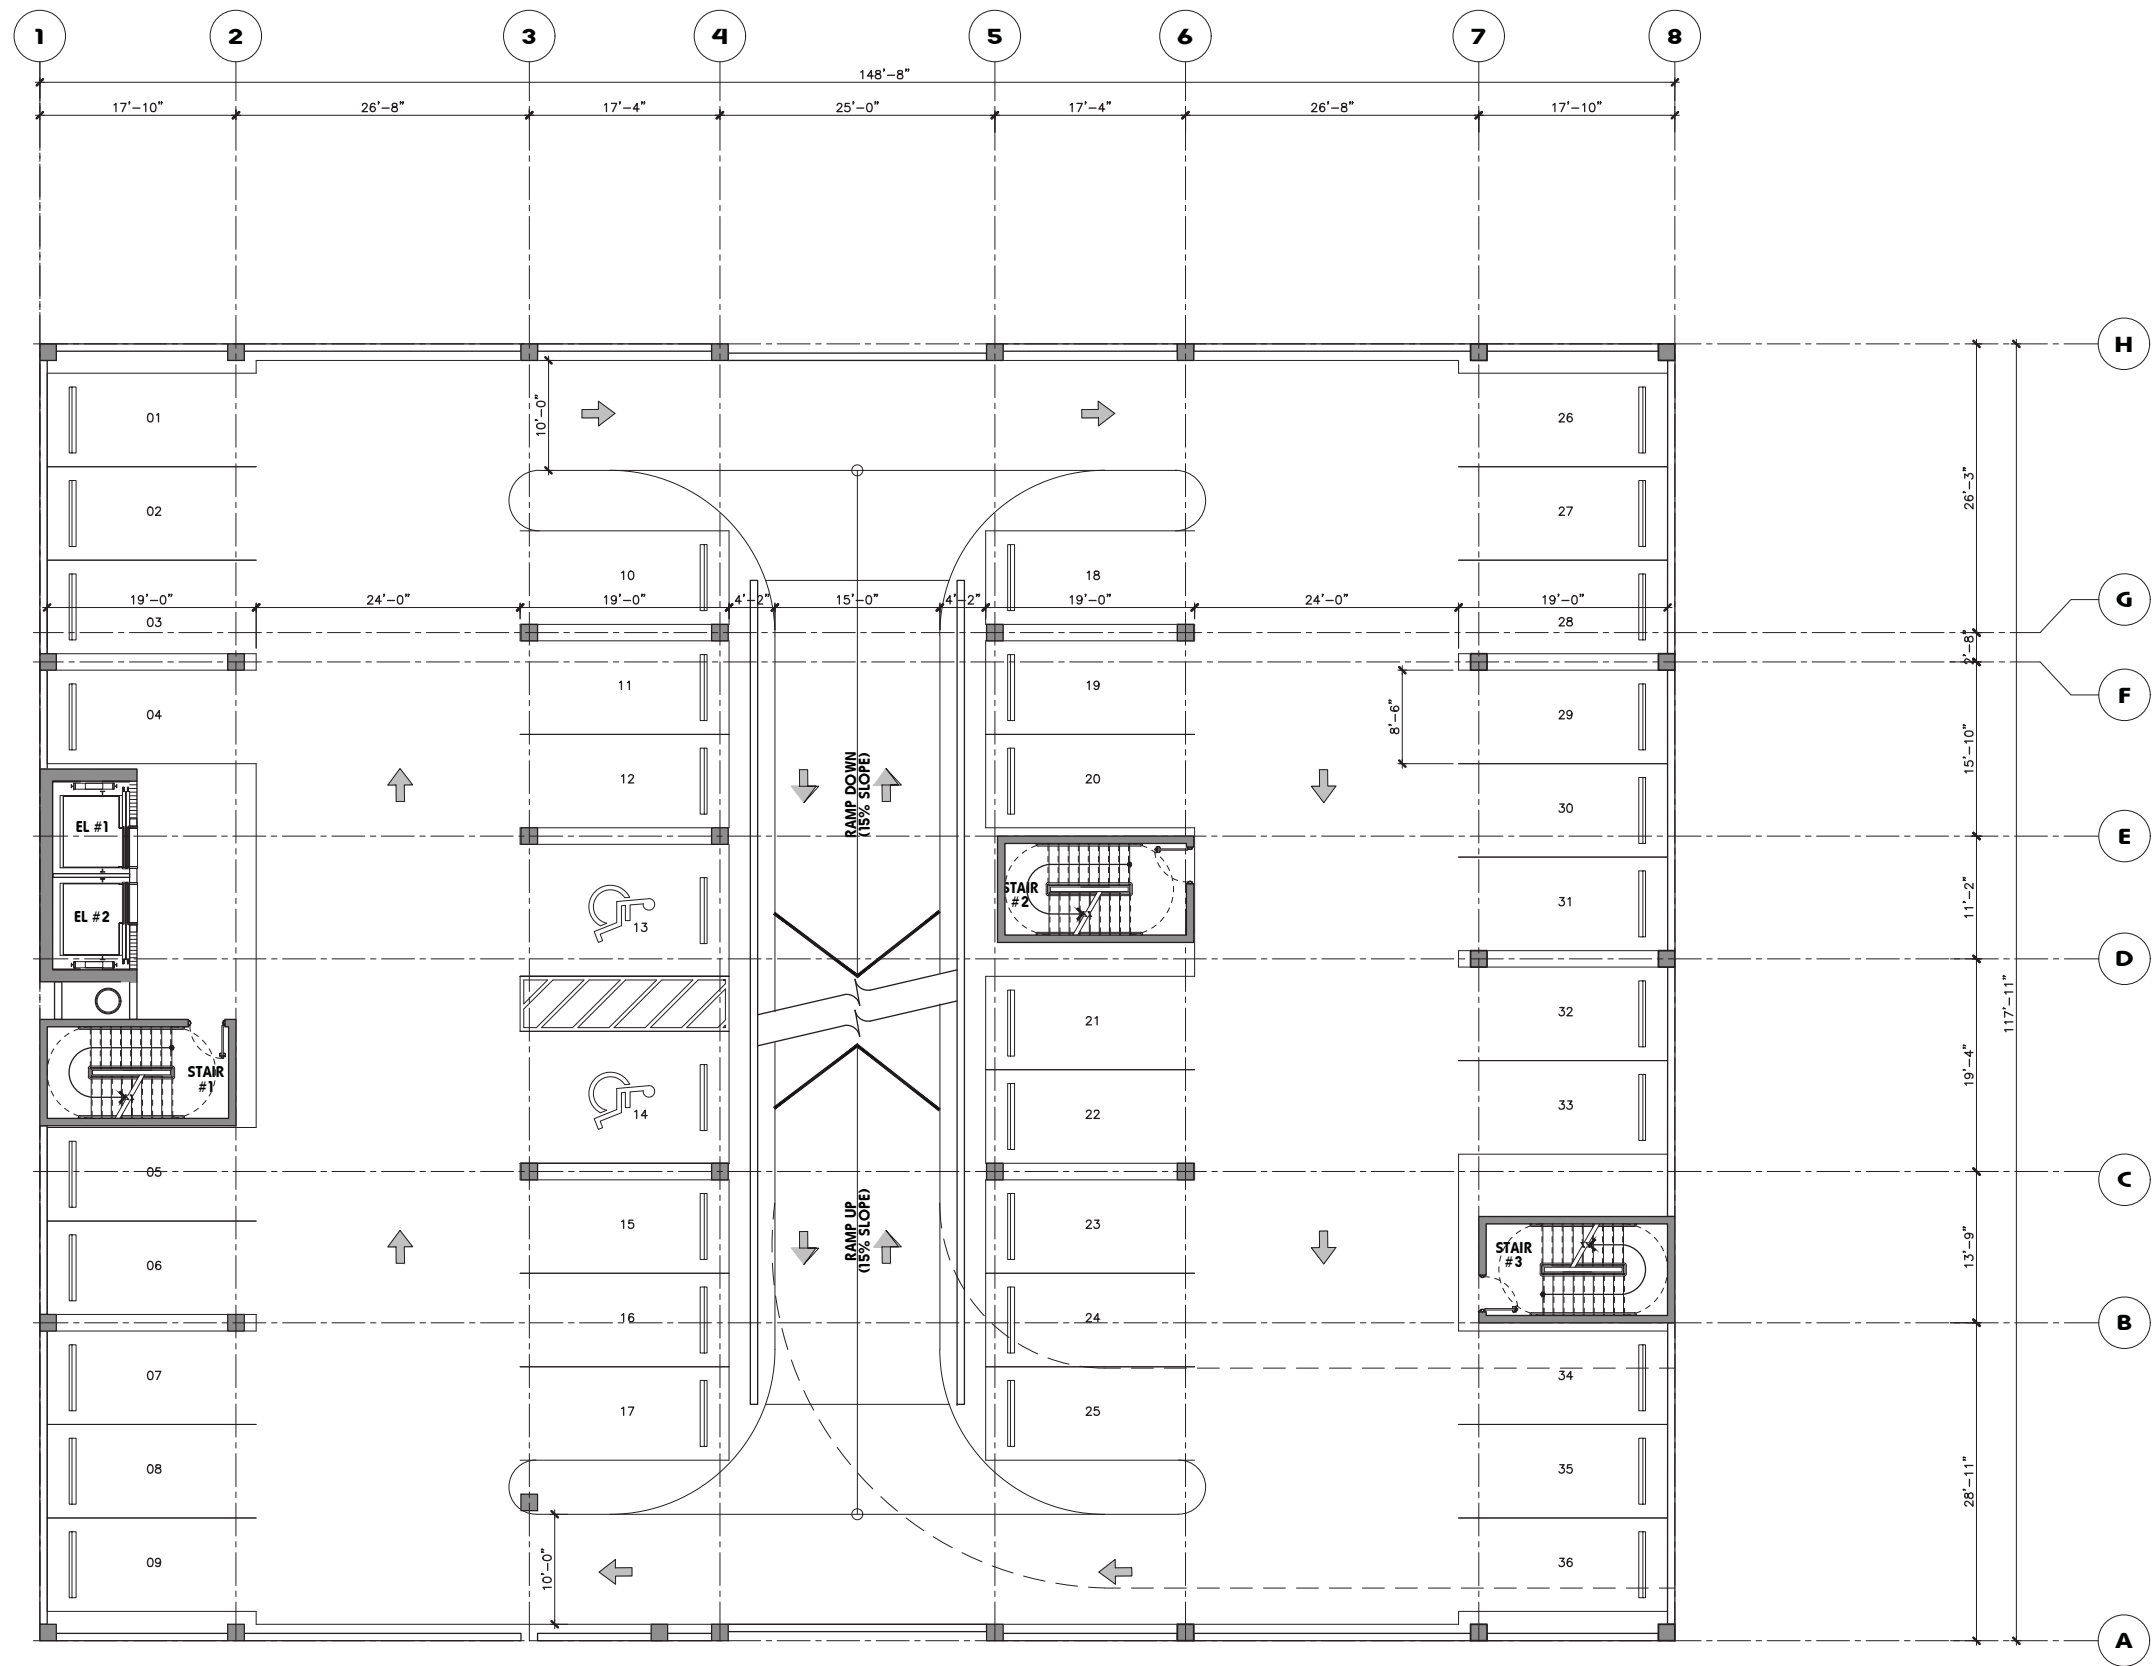 1 2 3 4 5 6 7 8
148'-8"
17'-10" 26'-8" 17'-4" 25'-0" 17'-4" 26'-8" 17'-10"
H
01 10'-0" 26
26'-3"
02 27
10 18
19'-0" 24'-0" 19'-0" 4'-2" 15'-0" 4'-2" 19'-0" 24'-0" 19'-0"
G
03 28
2'-8"
11 19
F
04 8'-6" 29
15'-10"
12 20
RAMP DOWN
(15% SLOPE)
30
EL #1
E
STAIR
#2
31
11'-2"
EL #2
13
D
117'-11"
21 32
19'-4"
STAIR
#1
14 22 33
05
C
15 23
RAMP UP
(15% SLOPE)
STAIR
#3
13'-9"
06
16 24
B
07 34
17 25
08 35
28'-11"
09 10'-0" 36
A